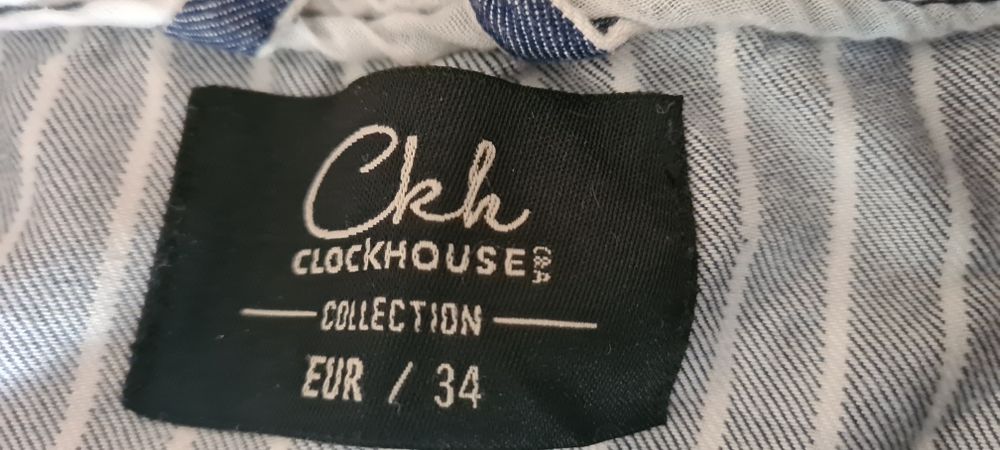 Ckh
CLOCKHOUSE C&A
COLLECTION
EUR / 34